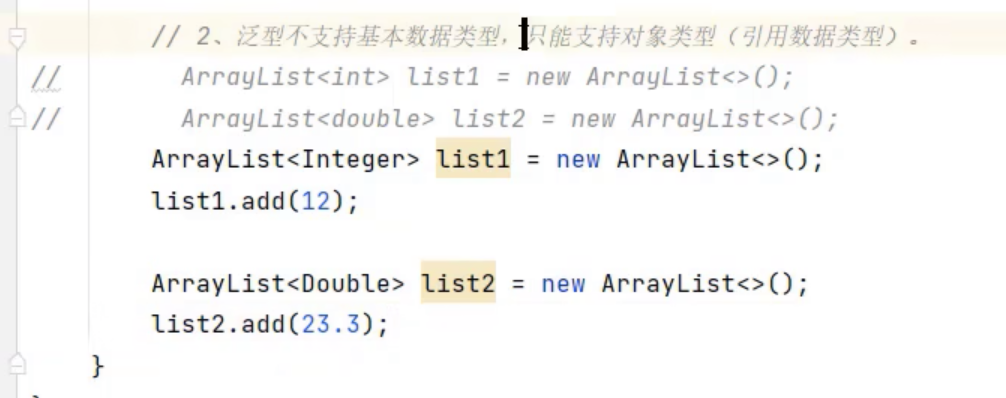 // 2、泛型不支持基本数据类型，只能支持对象类型（引用数据类型）。
// ArrayList<int> list1 = new ArrayList<>();
// ArrayList<double> list2 = new ArrayList<>();
ArrayList<Integer> list1 = new ArrayList<>();
list1.add(12);
ArrayList<Double> list2 = new ArrayList<>();
list2.add(23.3);
}